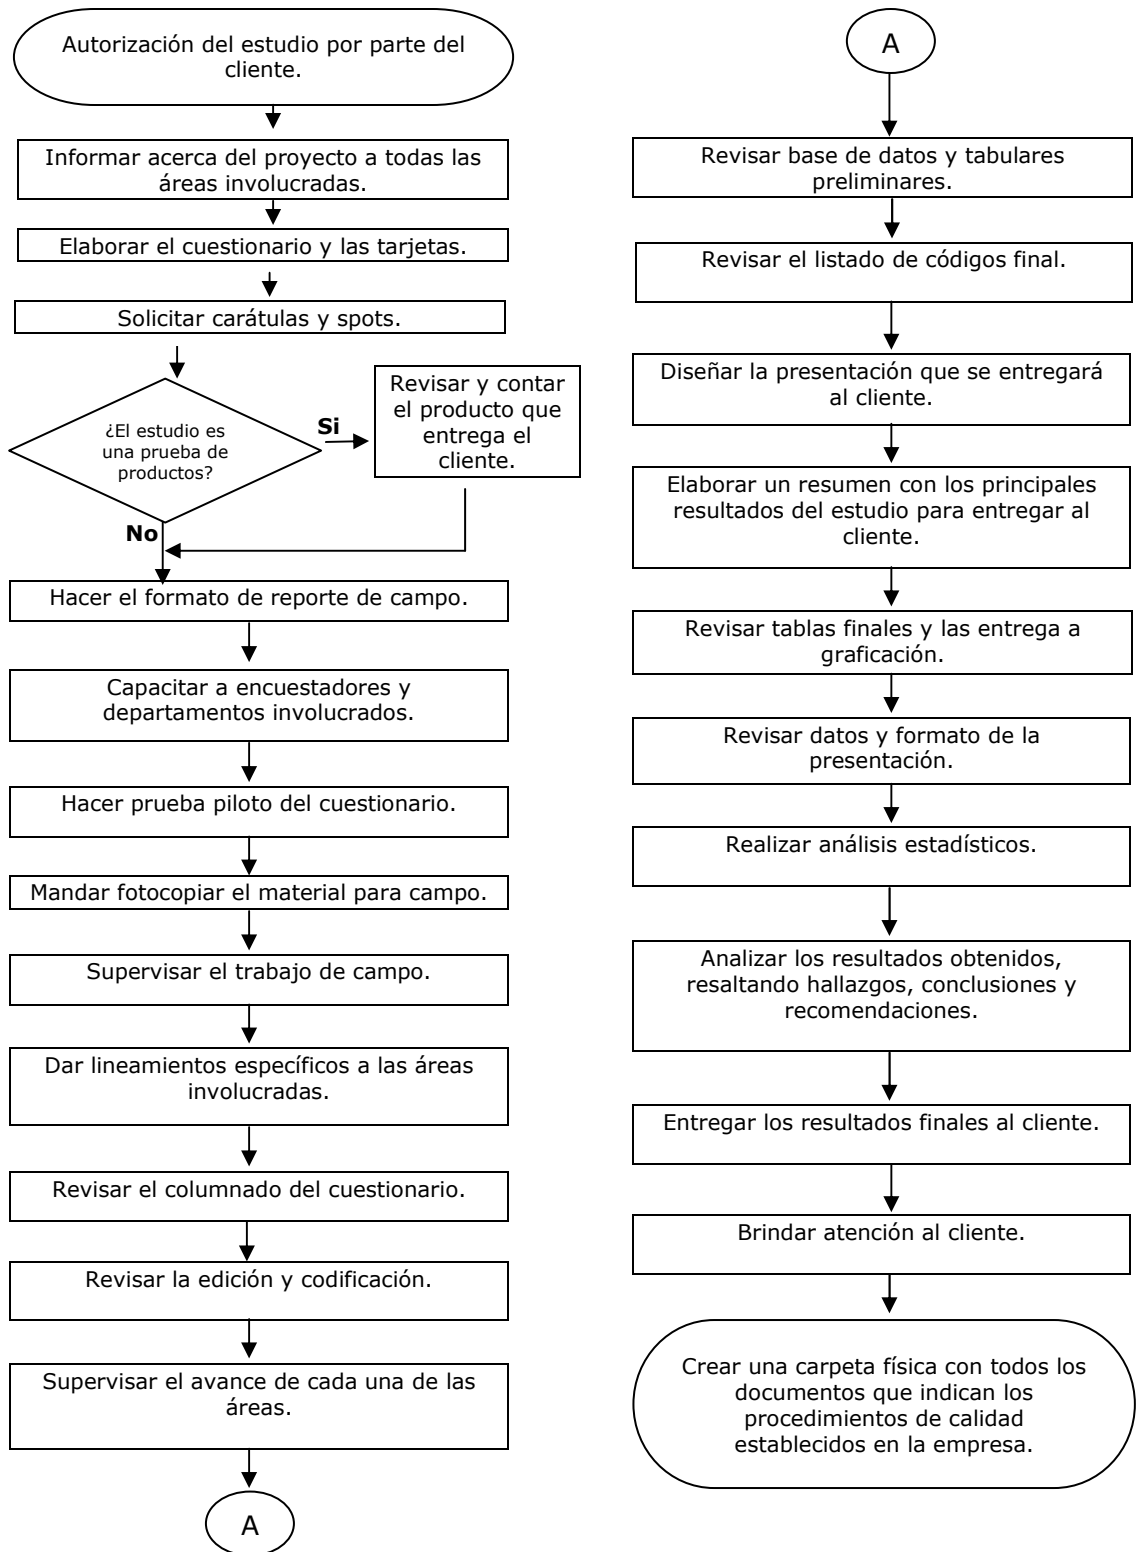 Autorización del estudio por parte del
cliente.
Informar acerca del proyecto a todas las
áreas involucradas.
Elaborar el cuestionario y las tarjetas.
Solicitar carátulas y spots.
¿El estudio es
una prueba de
productos?
Si
Revisar y contar
el producto que
entrega el
cliente.
No
Hacer el formato de reporte de campo.
Capacitar a encuestadores y
departamentos involucrados.
Hacer prueba piloto del cuestionario.
Mandar fotocopiar el material para campo.
Supervisar el trabajo de campo.
Dar lineamientos específicos a las áreas
involucradas.
Revisar el columnado del cuestionario.
Revisar la edición y codificación.
Supervisar el avance de cada una de las
áreas.
A
A
Revisar base de datos y tabulares
preliminares.
Revisar el listado de códigos final.
Diseñar la presentación que se entregará
al cliente.
Elaborar un resumen con los principales
resultados del estudio para entregar al
cliente.
Revisar tablas finales y las entrega a
graficación.
Revisar datos y formato de la
presentación.
Realizar análisis estadísticos.
Analizar los resultados obtenidos,
resaltando hallazgos, conclusiones y
recomendaciones.
Entregar los resultados finales al cliente.
Brindar atención al cliente.
Crear una carpeta física con todos los
documentos que indican los
procedimientos de calidad
establecidos en la empresa.